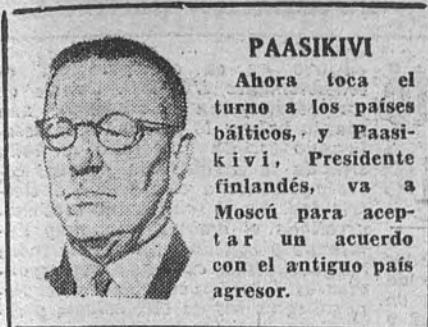 PAASIKIVI
Ahora toca el
turno a los países
bálticos, y Paasi-
kivi, Presidente
finlandés, va a
Moscú para acep-
tar un acuerdo
con el antiguo país
agresor.